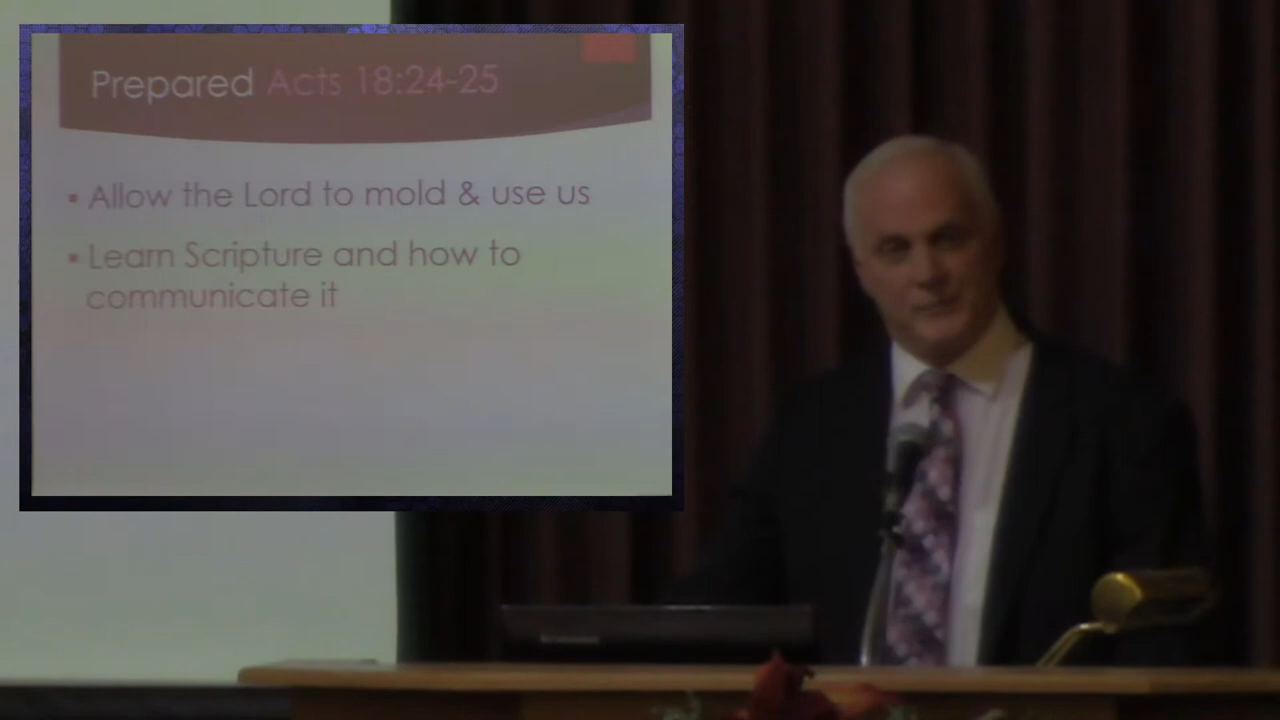 Prepared Acts 18:24-25
▪ Allow the Lord to mold & use us
▪ Learn Scripture and how to
communicate it